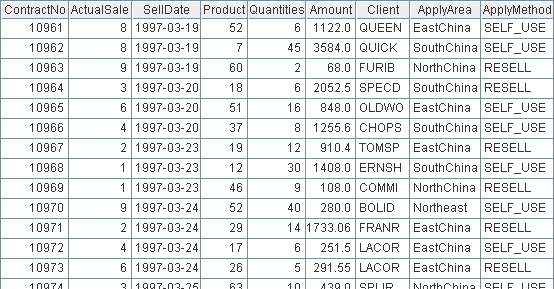 ContractNo ActualSale SellDate Product Quantities Amount Client ApplyArea ApplyMethod
10961 8 1997-03-19 52 6 1122.0 QUEEN EastChina SELF_USE
10962 8 1997-03-19 7 45 3584.0 QUICK SouthChina SELF_USE
10963 9 1997-03-19 60 2 68.0 FURIB NorthChina RESELL
10964 3 1997-03-20 18 6 2052.5 SPECD SouthChina RESELL
10965 6 1997-03-20 51 16 848.0 OLDWO EastChina SELF_USE
10966 4 1997-03-20 37 8 1255.6 CHOPS SouthChina SELF_USE
10967 2 1997-03-23 19 12 910.4 TOMSP EastChina RESELL
10968 1 1997-03-23 12 30 1408.0 ERNSH SouthChina SELF_USE
10969 1 1997-03-23 46 9 108.0 COMMI NorthChina RESELL
10970 9 1997-03-24 52 40 280.0 BOLID Northeast SELF_USE
10971 2 1997-03-24 29 14 1733.06 FRANR EastChina RESELL
10972 4 1997-03-24 17 6 251.5 LACOR EastChina SELF_USE
10973 6 1997-03-24 26 5 291.55 LACOR EastChina RESELL
10974 3 1997-03-25 63 10 439.0 SPLIR NorthChina SELF_USE